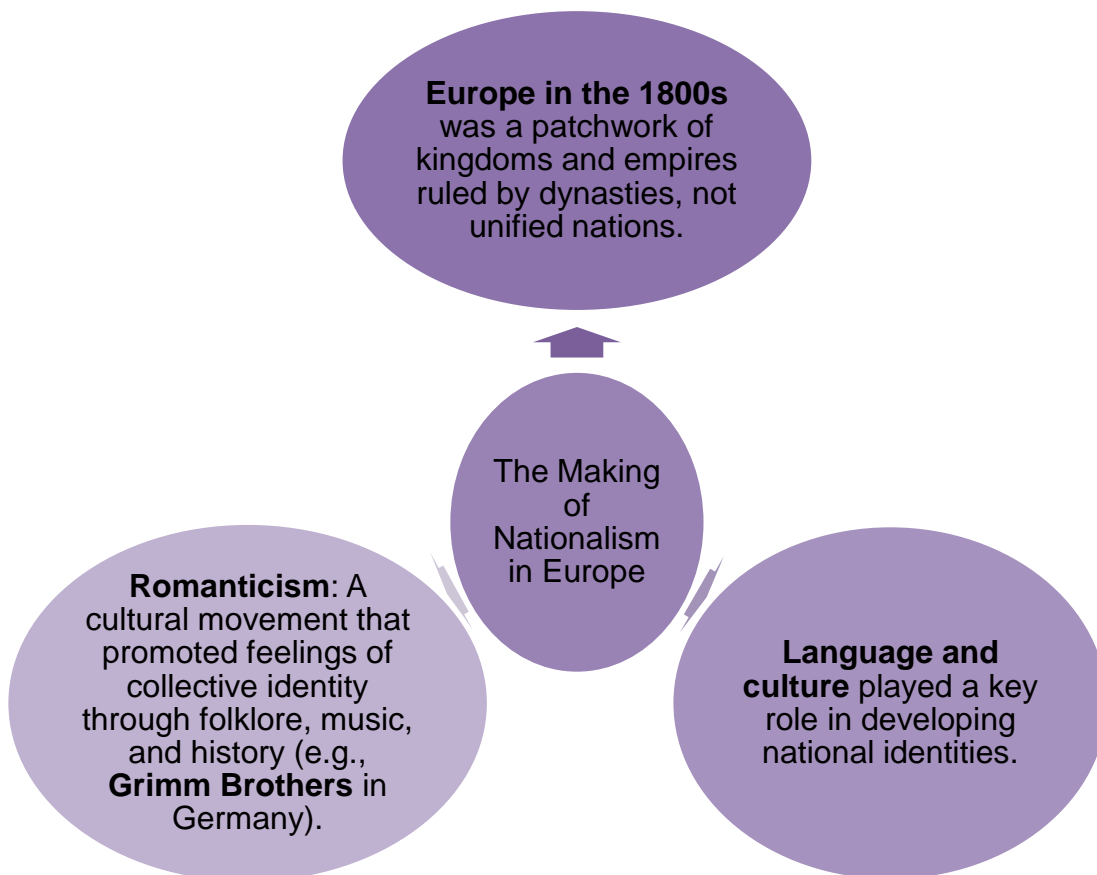 Europe in the 1800s
was a patchwork of
kingdoms and empires
ruled by dynasties, not
unified nations.
The Making
of
Nationalism
in Europe
Romanticism: A
cultural movement that
promoted feelings of
collective identity
through folklore, music,
and history (e.g.,
Grimm Brothers in
Germany).
Language and
culture played a key
role in developing
national identities.